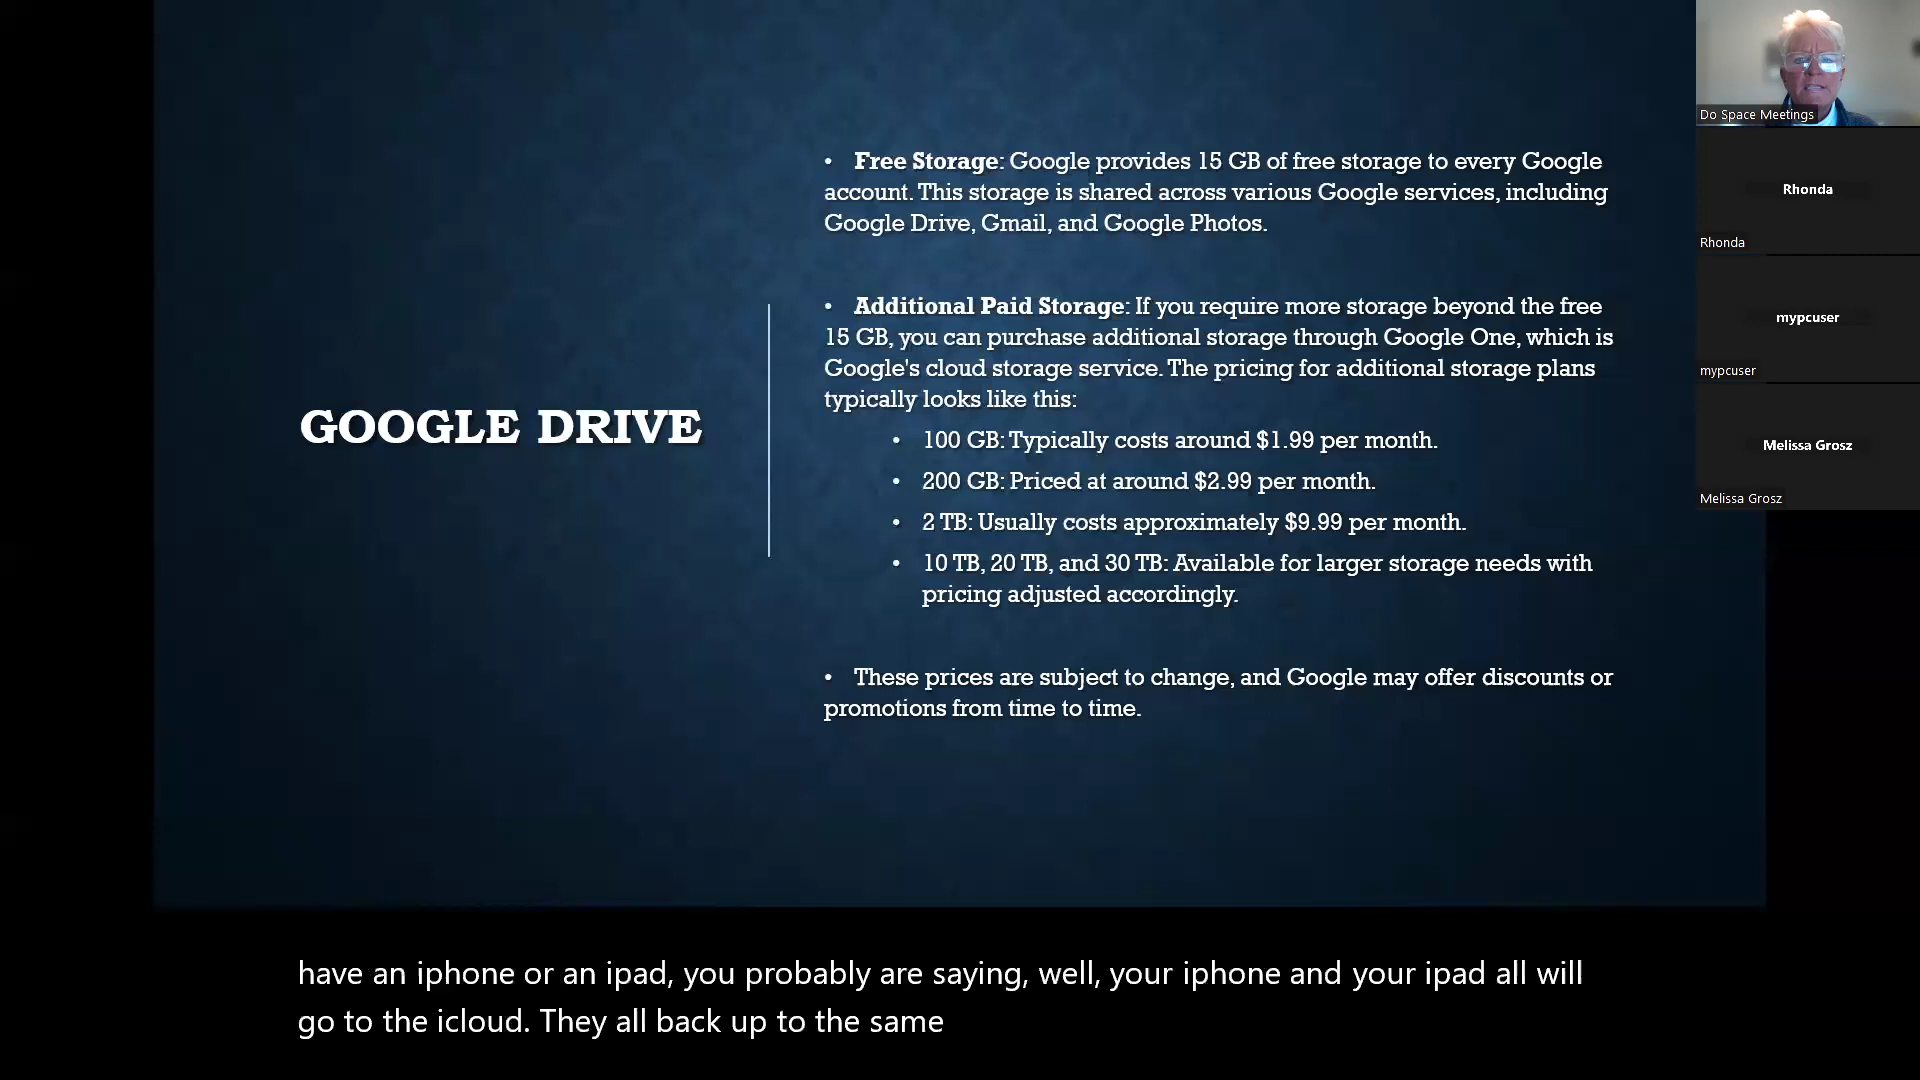 GOOGLE DRIVE
• Free Storage: Google provides 15 GB of free storage to every Google
account. This storage is shared across various Google services, including
Google Drive, Gmail, and Google Photos.
• Additional Paid Storage: If you require more storage beyond the free
15 GB, you can purchase additional storage through Google One, which is
Google's cloud storage service. The pricing for additional storage plans
typically looks like this:
• 100 GB: Typically costs around $1.99 per month.
• 200 GB: Priced at around $2.99 per month.
• 2 TB: Usually costs approximately $9.99 per month.
• 10 TB, 20 TB, and 30 TB: Available for larger storage needs with
pricing adjusted accordingly.
• These prices are subject to change, and Google may offer discounts or
promotions from time to time.
Do Space Meetings
Rhonda
Rhonda
mypcuser
mypcuser
Melissa Grosz
Melissa Grosz
have an iphone or an ipad, you probably are saying, well, your iphone and your ipad all will
go to the icloud. They all back up to the same